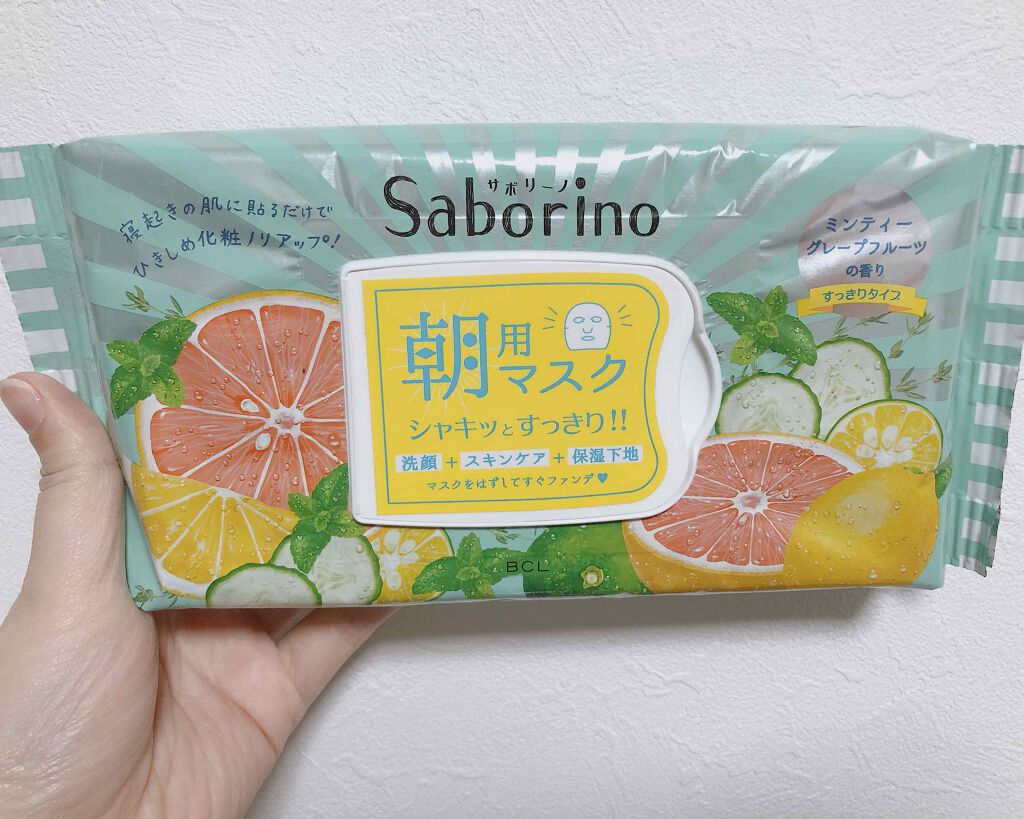 サボリーノ
Saborino
寝起きの肌に貼るだけで
ひきしめ化粧ノリアップ!
ミンティー
グレープフルーツ
の香り
すっきりタイプ
朝用
マスク
シャキッとすっきり!!
洗顔 + スキンケア + 保湿下地
マスクをはずしてすぐファンデ♥
BCL